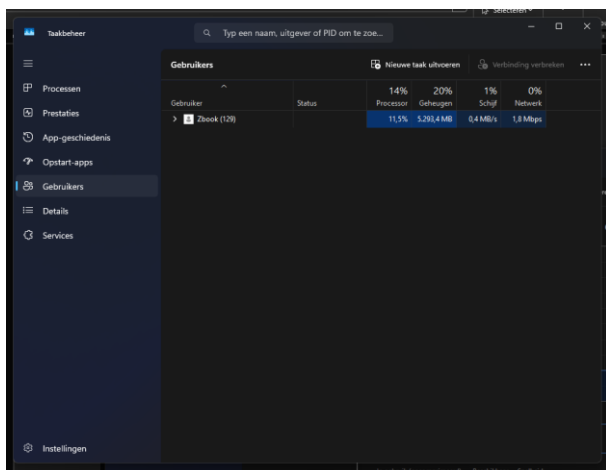 Selecteren
Taakbeheer
Typ een naam, uitgever of PID om te zoe...
Gebruikers
Nieuwe taak uitvoeren
Verbinding verbreken
Processen
Prestaties
App-geschiedenis
Opstart-apps
Gebruikers
Details
Services
14% 20% 1% 0%
Gebruiker Status Processor Geheugen Schijf Netwerk
Zbook (129) 11,5% 5.293,4 MB 0,4 MB/s 1,8 Mbps
Instellingen